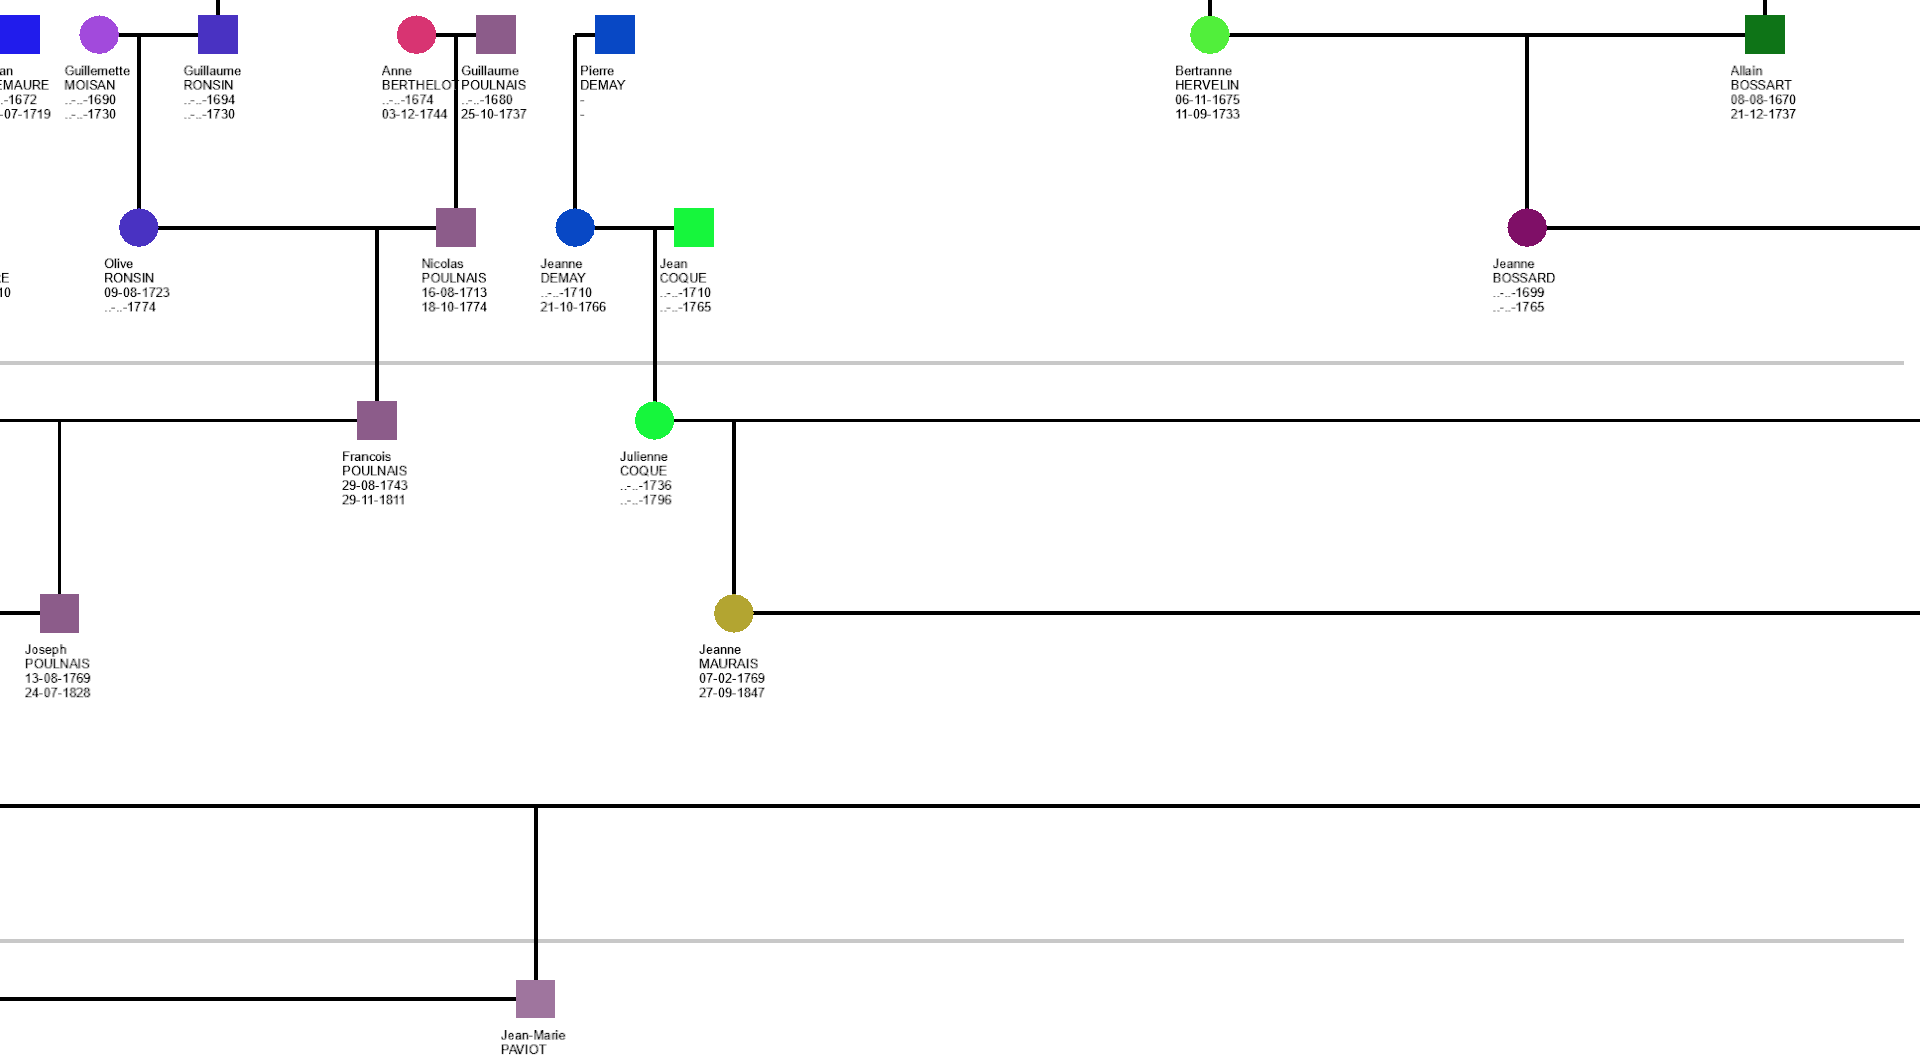 an
EMAURE
.-1672
-07-1719
Guillemette
MOISAN
..-..-1690
..-..-1730
Guillaume
RONSIN
..-..-1694
..-..-1730
Anne
BERTHELOT
..-..-1674
03-12-1744
Guillaume
POULNAIS
..-..-1680
25-10-1737
Pierre
DEMAY
-
-
Bertranne
HERVELIN
06-11-1675
11-09-1733
Allain
BOSSART
08-08-1670
21-12-1737
E
10
Olive
RONSIN
09-08-1723
..-..-1774
Nicolas
POULNAIS
16-08-1713
18-10-1774
Jeanne
DEMAY
..-..-1710
21-10-1766
Jean
COQUE
..-..-1710
..-..-1765
Jeanne
BOSSARD
..-..-1699
..-..-1765
Francois
POULNAIS
29-08-1743
29-11-1811
Julienne
COQUE
..-..-1736
..-..-1796
Joseph
POULNAIS
13-08-1769
24-07-1828
Jeanne
MAURAIS
07-02-1769
27-09-1847
Jean-Marie
PAVIOT